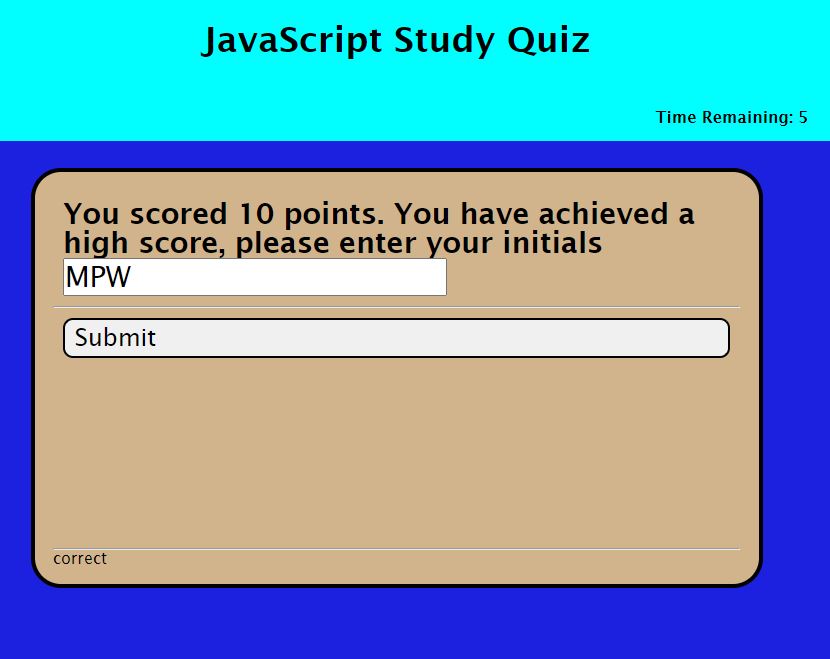 JavaScript Study Quiz
Time Remaining: 5
You scored 10 points. You have achieved a
high score, please enter your initials
MPW
Submit
correct